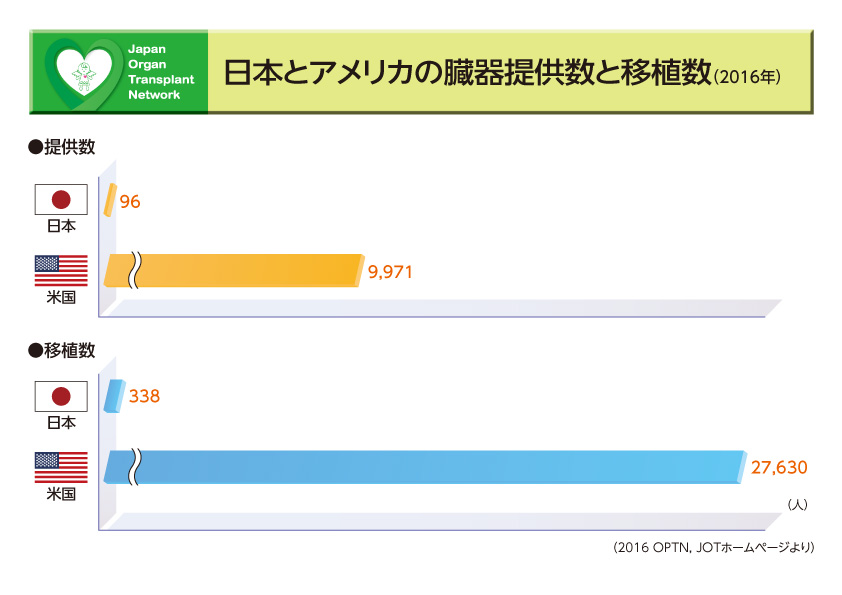 Japan
Organ
Transplant
Network
日本とアメリカの臓器提供数と移植数(2016年)
●提供数
96
日本
9,971
米国
●移植数
338
日本
27,630
米国
(人)
(2016 OPTN, JOTホームページより)